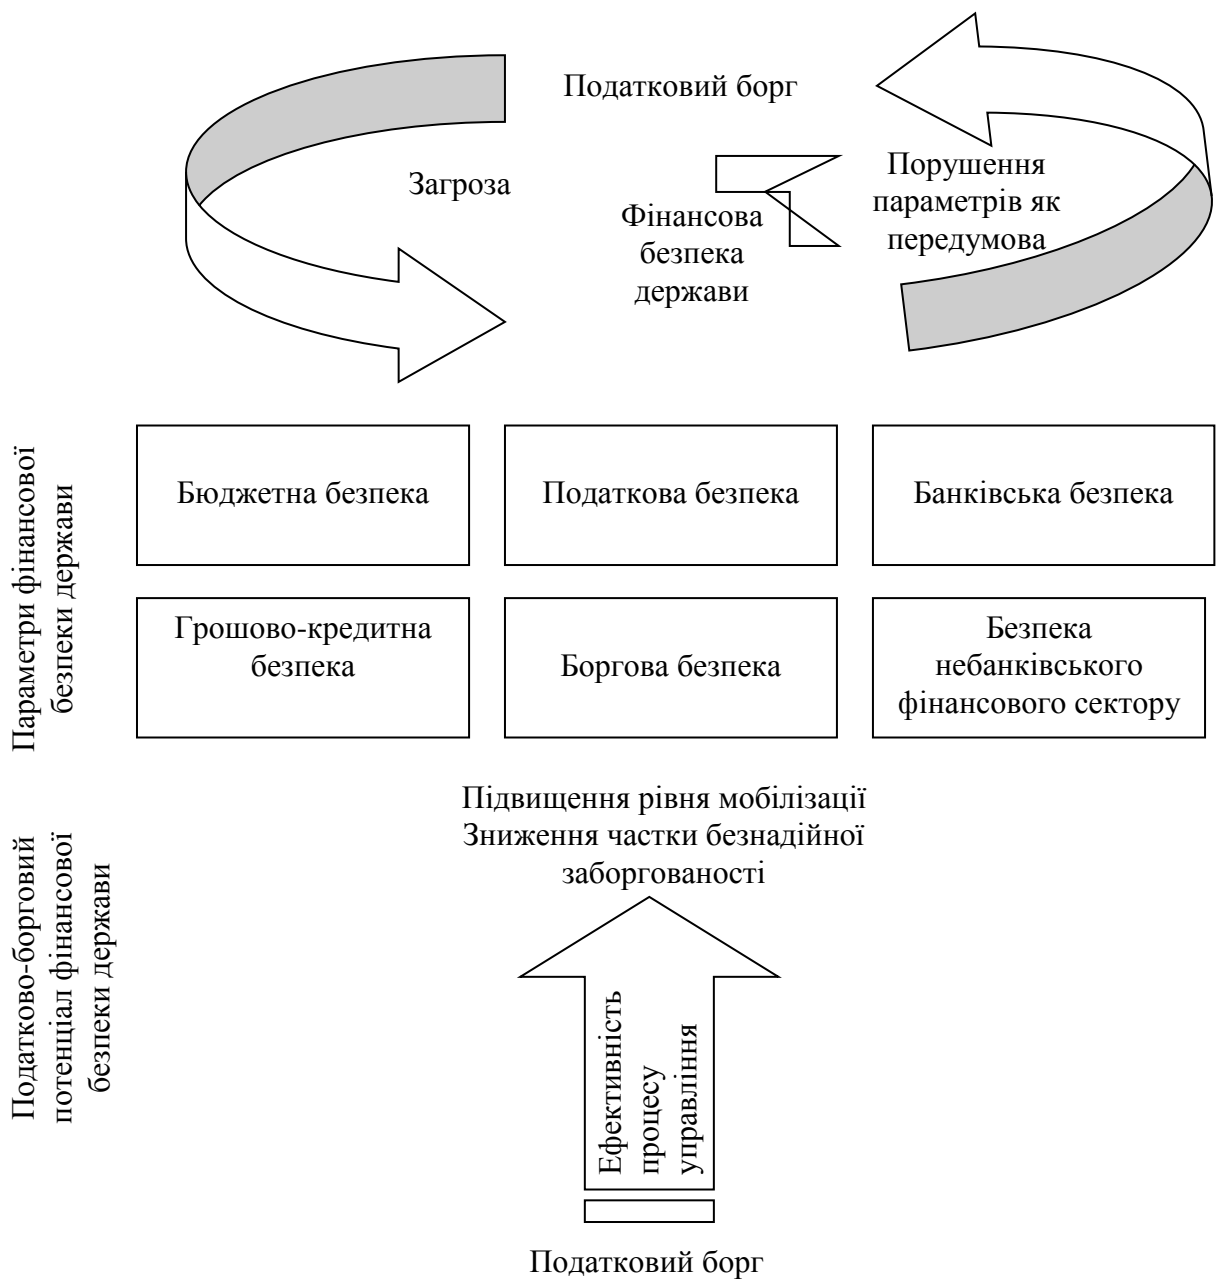 Податковий борг
Загроза
Порушення
параметрів як
передумова
Фінансова
безпека
держави
Параметри фінансової
безпеки держави
Бюджетна безпека
Податкова безпека
Банківська безпека
Грошово-кредитна
безпека
Боргова безпека
Безпека
небанківського
фінансового сектору
Податково-борговий
потенціал фінансової
безпеки держави
Підвищення рівня мобілізації
Зниження частки безнадійної
заборгованості
Ефективність
процесу
управління
Податковий борг